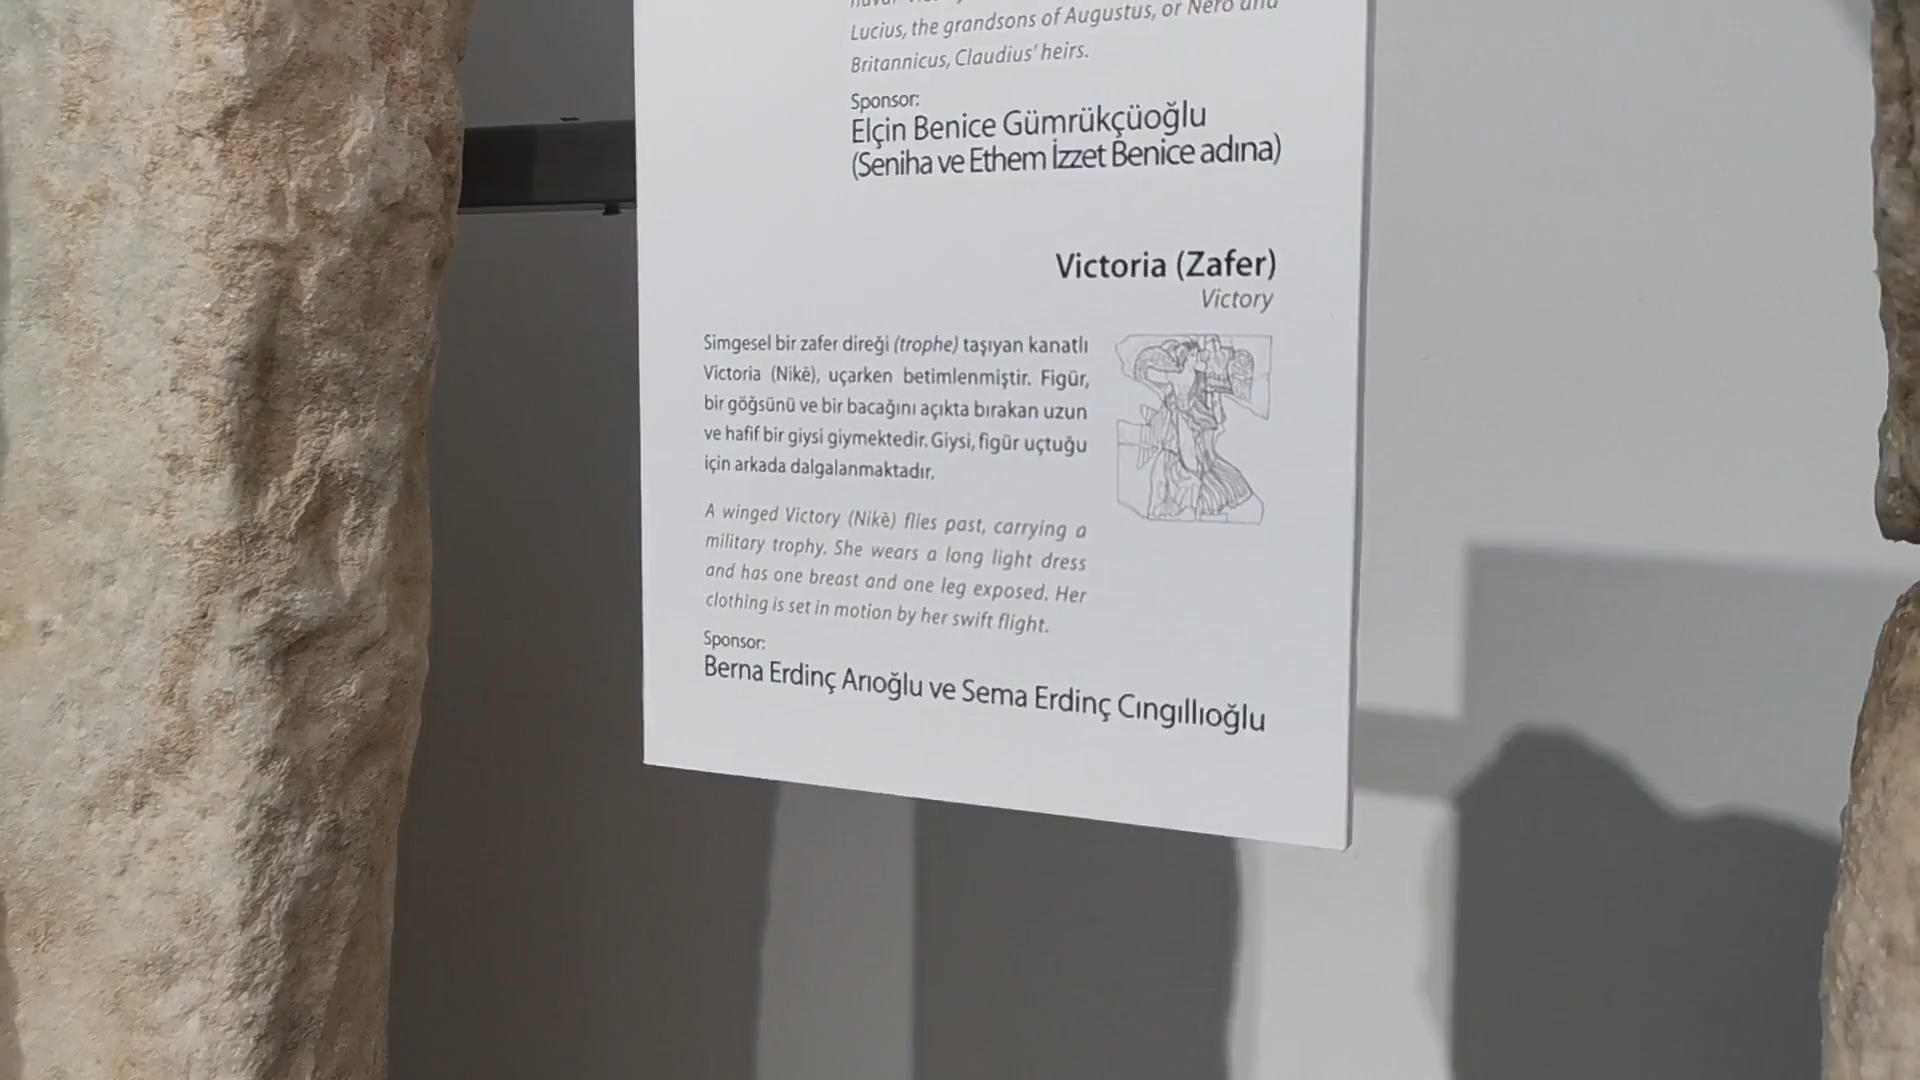 Lucius, the grandsons of Augustus, or Nero and
Britannicus, Claudius' heirs.
Sponsor:
Elçin Benice Gümrükçüoğlu
(Seniha ve Ethem İzzet Benice adına)
Victoria (Zafer)
Victory
Simgesel bir zafer direği (trophe) taşıyan kanatlı
Victoria (Nikē), uçarken betimlenmiştir. Figür,
bir göğsünü ve bir bacağını açıkta bırakan uzun
ve hafif bir giysi giymektedir. Giysi, figür uçtuğu
için arkada dalgalanmaktadır.
A winged Victory (Nikē) flies past, carrying a
military trophy. She wears a long light dress
and has one breast and one leg exposed. Her
clothing is set in motion by her swift flight.
Sponsor:
Berna Erdinç Arıoğlu ve Sema Erdinç Cıngıllıoğlu